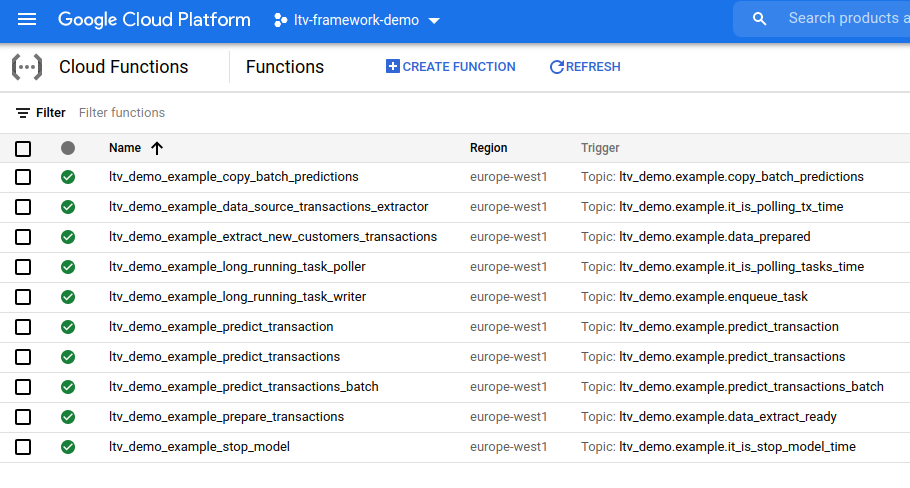 Google Cloud Platform ltv-framework-demo Search products a
Cloud Functions Functions CREATE FUNCTION REFRESH
Filter Filter functions
Name Region Trigger
ltv_demo_example_copy_batch_predictions europe-west1 Topic: ltv_demo.example.copy_batch_predictions
ltv_demo_example_data_source_transactions_extractor europe-west1 Topic: ltv_demo.example.it_is_polling_tx_time
ltv_demo_example_extract_new_customers_transactions europe-west1 Topic: ltv_demo.example.data_prepared
ltv_demo_example_long_running_task_poller europe-west1 Topic: ltv_demo.example.it_is_polling_tasks_time
ltv_demo_example_long_running_task_writer europe-west1 Topic: ltv_demo.example.enqueue_task
ltv_demo_example_predict_transaction europe-west1 Topic: ltv_demo.example.predict_transaction
ltv_demo_example_predict_transactions europe-west1 Topic: ltv_demo.example.predict_transactions
ltv_demo_example_predict_transactions_batch europe-west1 Topic: ltv_demo.example.predict_transactions_batch
ltv_demo_example_prepare_transactions europe-west1 Topic: ltv_demo.example.data_extract_ready
ltv_demo_example_stop_model europe-west1 Topic: ltv_demo.example.it_is_stop_model_time